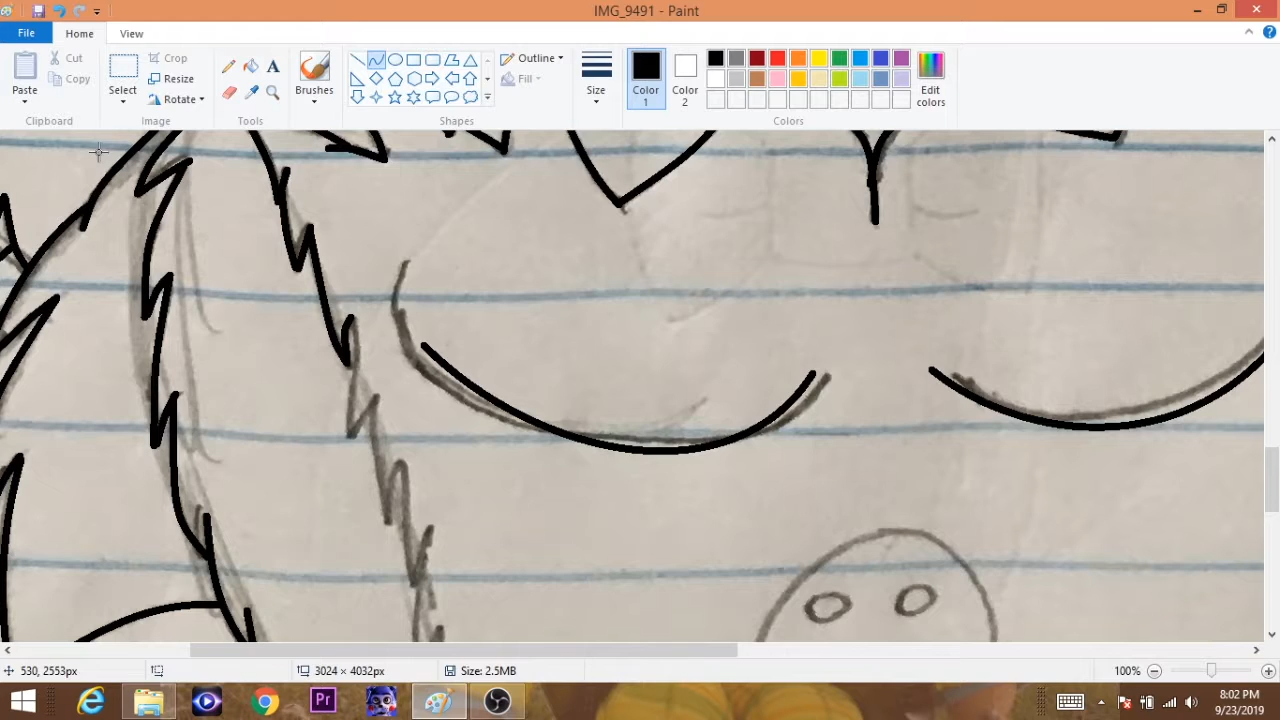 IMG_9491 - Paint
File
Home
View
Paste
Cut
Copy
Clipboard
Select
Crop
Resize
Rotate
Image
A
Tools
Brushes
Outline
Fill
Shapes
Size
Color
1
Color
2
Edit
colors
Colors
530, 2553px
3024 × 4032px
Size: 2.5MB
100%
Pr
8:02 PM
9/23/2019